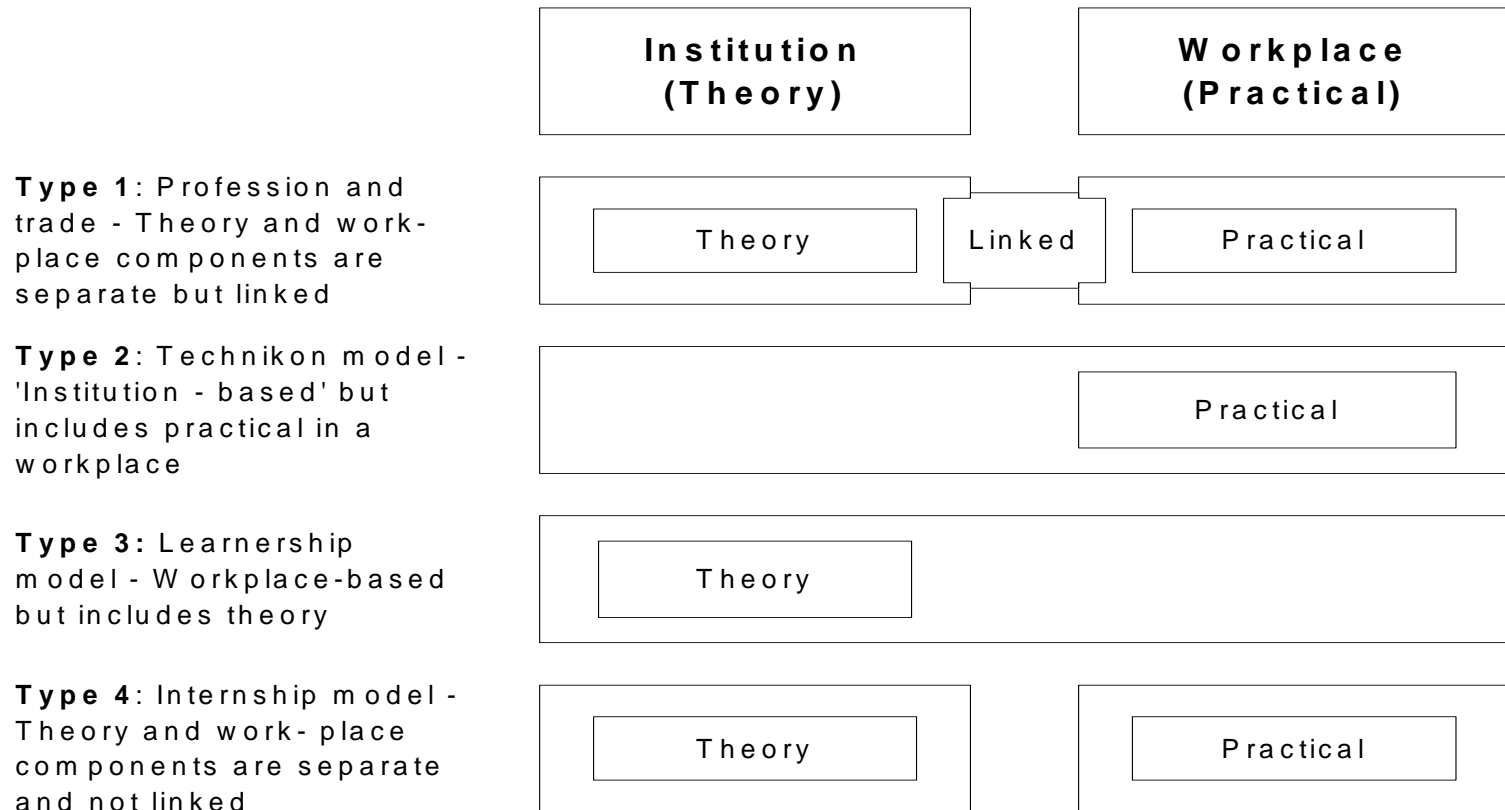 Institution
(Theory)
Workplace
(Practical)
Type 1: Profession and
trade - Theory and work-
place components are
separate but linked
Theory
Linked
Practical
Type 2: Technikon model -
'Institution - based' but
includes practical in a
workplace
Practical
Type 3: Learnership
model - Workplace-based
but includes theory
Theory
Type 4: Internship model -
Theory and work- place
components are separate
and not linked
Theory
Practical